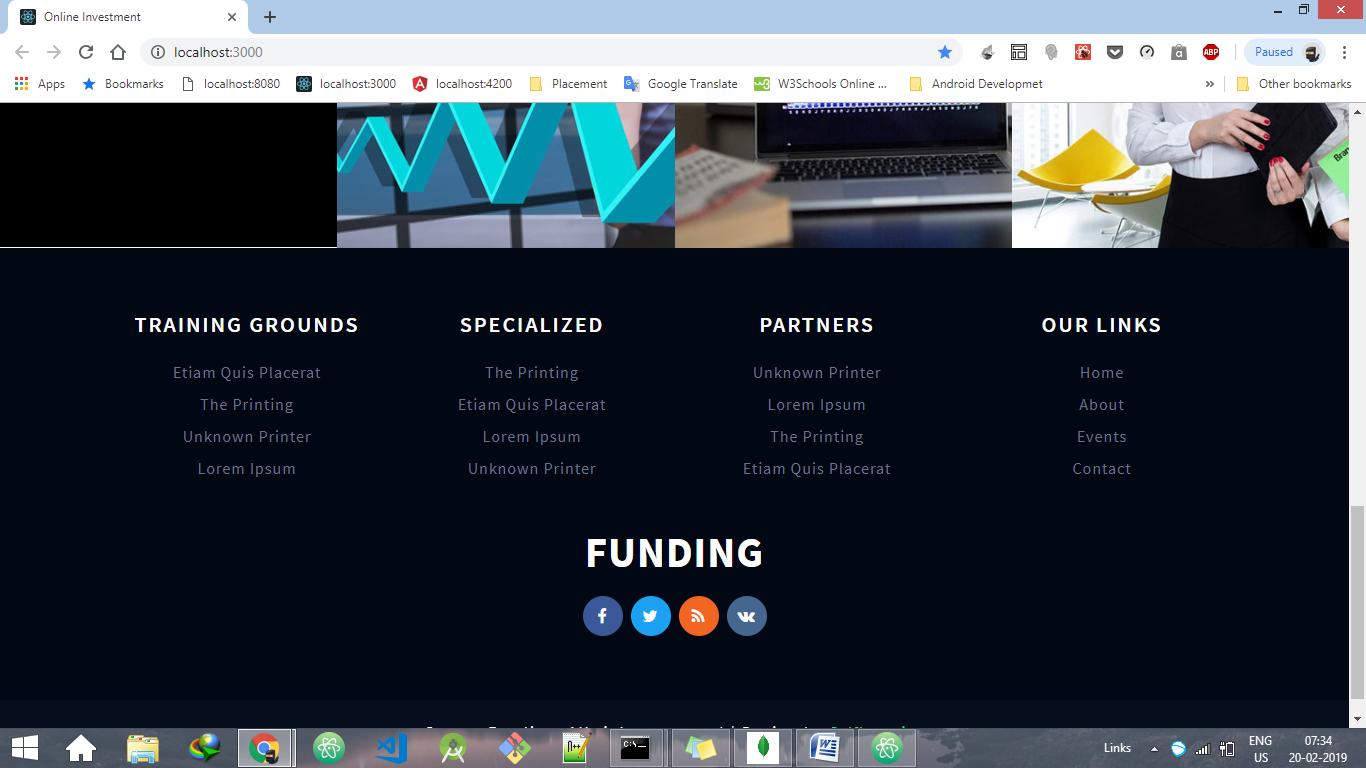 Online Investment
localhost:3000
ABP
Paused
Apps
Bookmarks
localhost:8080
localhost:3000
localhost:4200
Placement
Google Translate
W3Schools Online ...
Android Developmet
»
Other bookmarks
TRAINING GROUNDS
Etiam Quis Placerat
The Printing
Unknown Printer
Lorem Ipsum
SPECIALIZED
The Printing
Etiam Quis Placerat
Lorem Ipsum
Unknown Printer
PARTNERS
Unknown Printer
Lorem Ipsum
The Printing
Etiam Quis Placerat
OUR LINKS
Home
About
Events
Contact
FUNDING
Links
ENG
US
07:34
20-02-2019